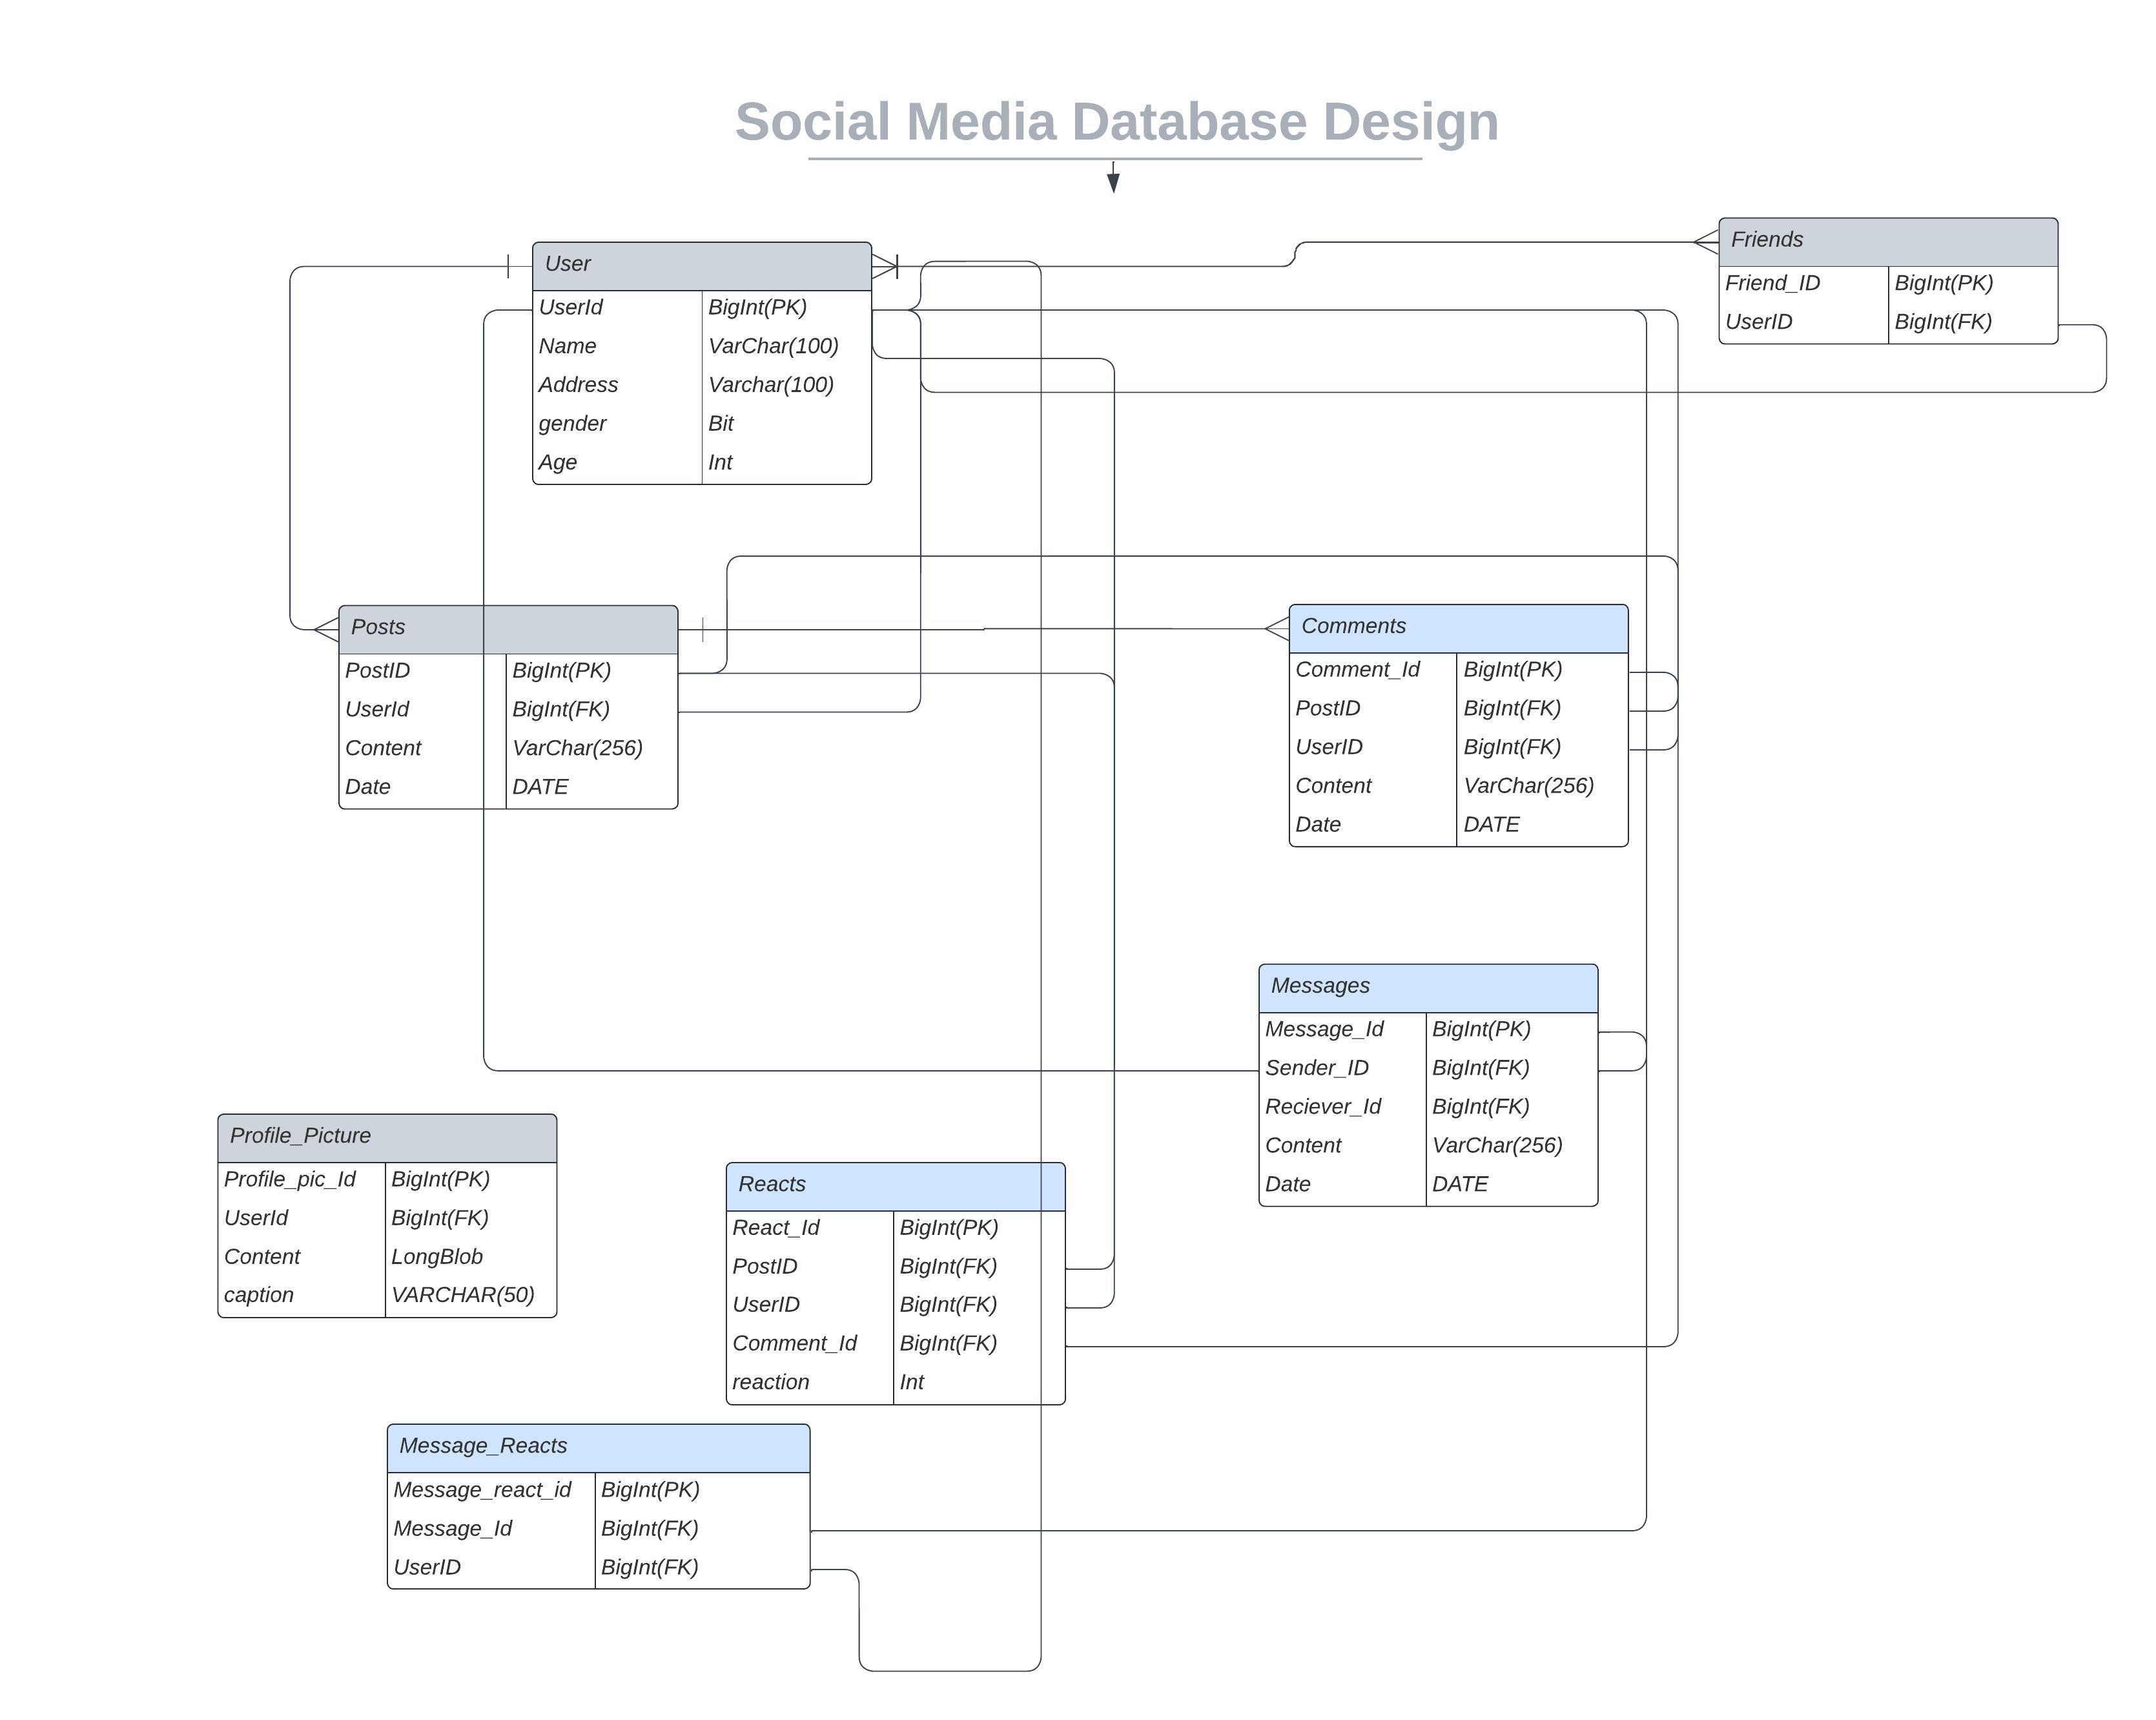 Social Media Database Design
User
UserId BigInt(PK)
Name VarChar(100)
Address Varchar(100)
gender Bit
Age Int
Friends
Friend_ID BigInt(PK)
UserID BigInt(FK)
Posts
PostID BigInt(PK)
UserId BigInt(FK)
Content VarChar(256)
Date DATE
Comments
Comment_Id BigInt(PK)
PostID BigInt(FK)
UserID BigInt(FK)
Content VarChar(256)
Date DATE
Messages
Message_Id BigInt(PK)
Sender_ID BigInt(FK)
Reciever_Id BigInt(FK)
Content VarChar(256)
Date DATE
Profile_Picture
Profile_pic_Id BigInt(PK)
UserId BigInt(FK)
Content LongBlob
caption VARCHAR(50)
Reacts
React_Id BigInt(PK)
PostID BigInt(FK)
UserID BigInt(FK)
Comment_Id BigInt(FK)
reaction Int
Message_Reacts
Message_react_id BigInt(PK)
Message_Id BigInt(FK)
UserID BigInt(FK)